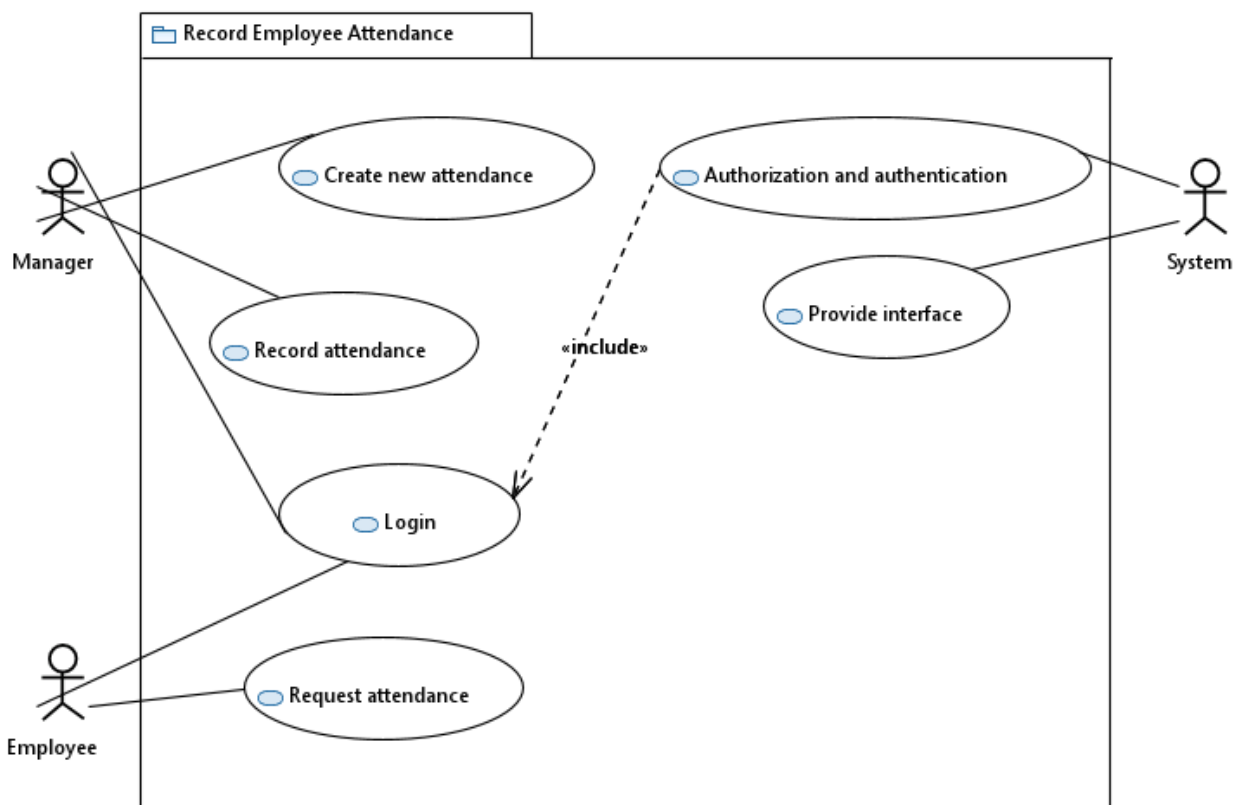 Record Employee Attendance
Create new attendance
Authorization and authentication
Manager
System
Provide interface
Record attendance
«include»
Login
Request attendance
Employee